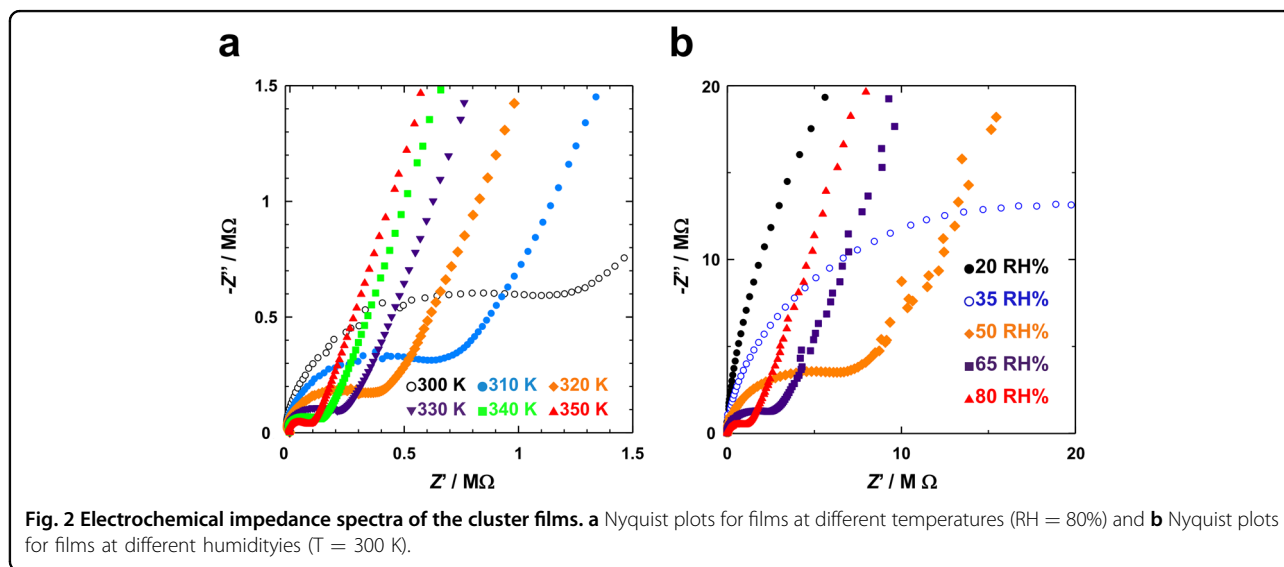 a
1.5
1
0.5
0
-Z″ / MΩ
300 K 310 K 320 K
330 K 340 K 350 K
0 0.5 1 1.5
Z' / MΩ
b
20
10
0
-Z″ / MΩ
20 RH%
35 RH%
50 RH%
65 RH%
80 RH%
0 10 20
Z' / M Ω
Fig. 2 Electrochemical impedance spectra of the cluster films. a Nyquist plots for films at different temperatures (RH = 80%) and b Nyquist plots
for films at different humidityies (T = 300 K).